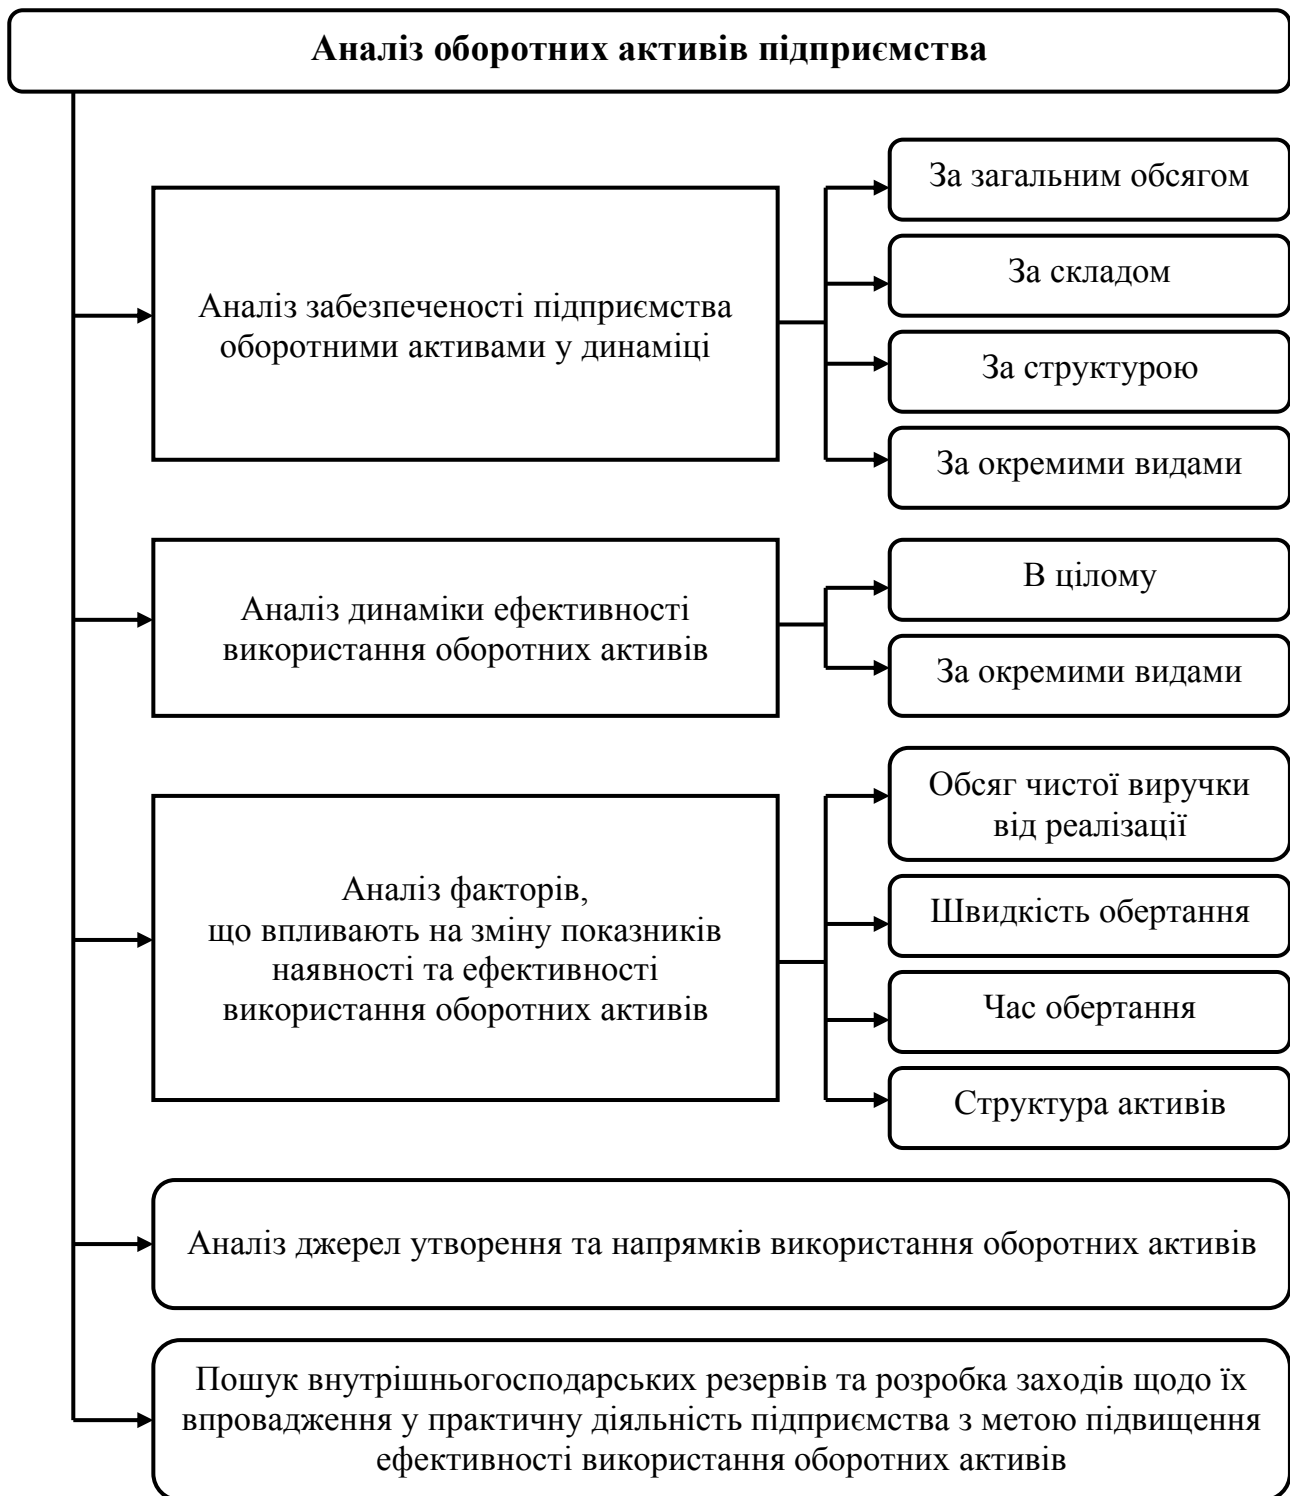 Аналіз оборотних активів підприємства
За загальним обсягом
За складом
Аналіз забезпеченості підприємства
оборотними активами у динаміці
За структурою
За окремими видами
В цілому
Аналіз динаміки ефективності
використання оборотних активів
За окремими видами
Обсяг чистої виручки
від реалізації
Аналіз факторів,
що впливають на зміну показників
наявності та ефективності
використання оборотних активів
Швидкість обертання
Час обертання
Структура активів
Аналіз джерел утворення та напрямків використання оборотних активів
Пошук внутрішньогосподарських резервів та розробка заходів щодо їх
впровадження у практичну діяльність підприємства з метою підвищення
ефективності використання оборотних активів